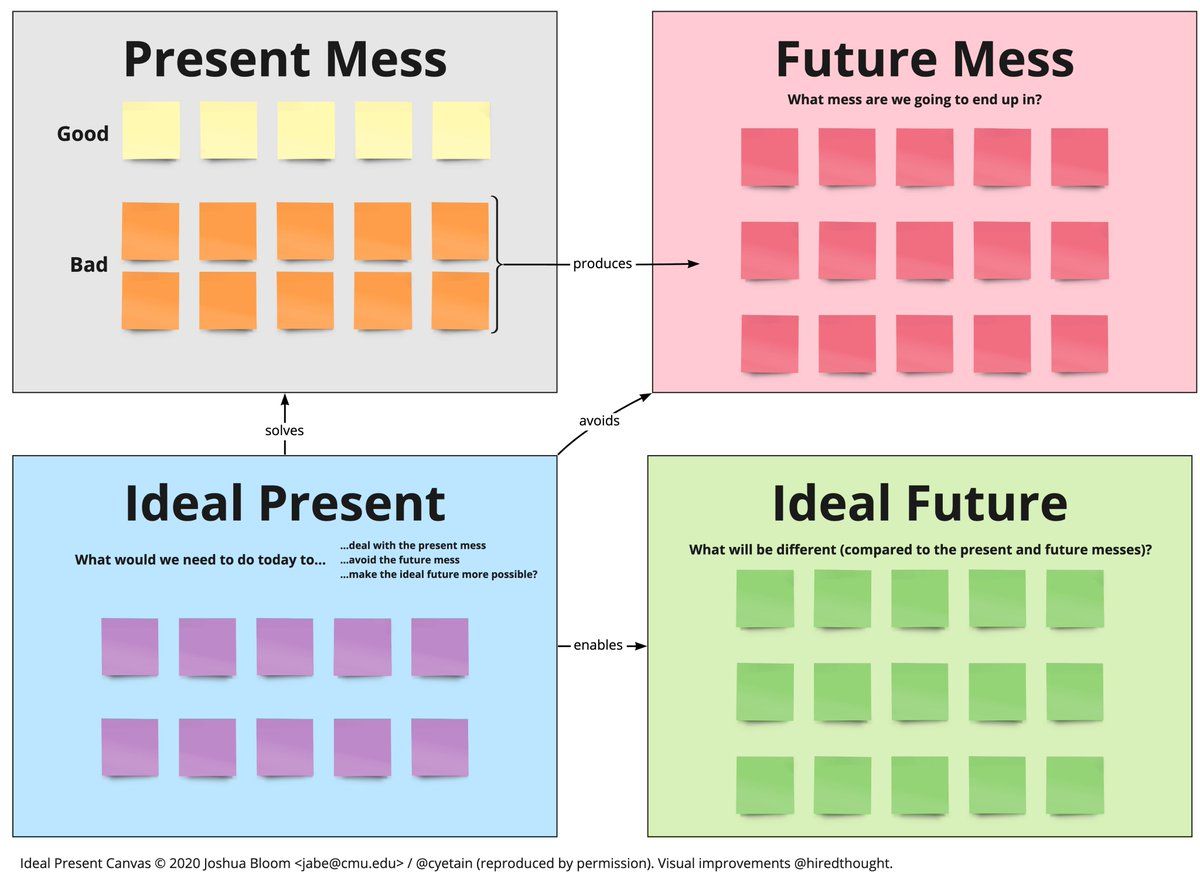 Present Mess
Good
Bad
produces
Future Mess
What mess are we going to end up in?
solves
avoids
Ideal Present
What would we need to do today to...
...deal with the present mess
...avoid the future mess
...make the ideal future more possible?
enables
Ideal Future
What will be different (compared to the present and future messes)?
Ideal Present Canvas © 2020 Joshua Bloom <jabe@cmu.edu> / @cyetain (reproduced by permission). Visual improvements @hiredthought.